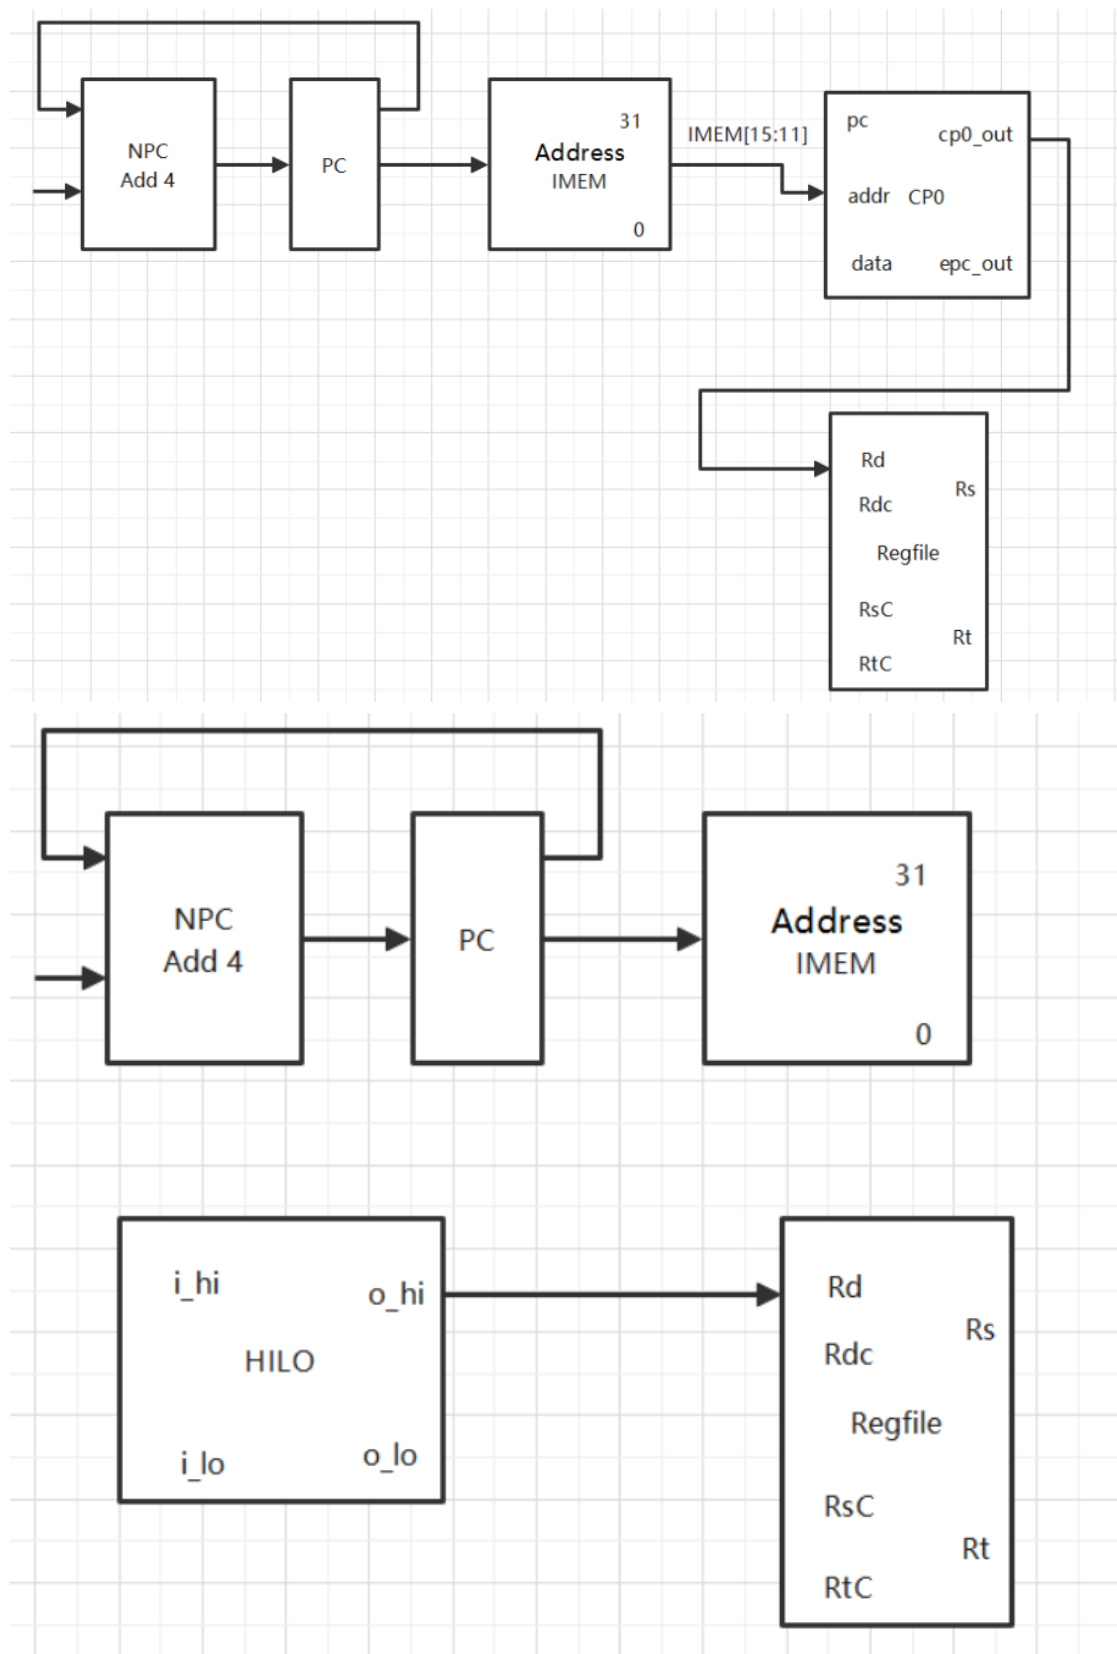 NPC
Add 4
PC
31
Address
IMEM
0
IMEM[15:11]
pc
cp0_out
addr
CP0
data
epc_out
Rd
Rs
Rdc
Regfile
RsC
Rt
RtC
NPC
Add 4
PC
31
Address
IMEM
0
i_hi
o_hi
HILO
i_lo
o_lo
Rd
Rs
Rdc
Regfile
RsC
Rt
RtC